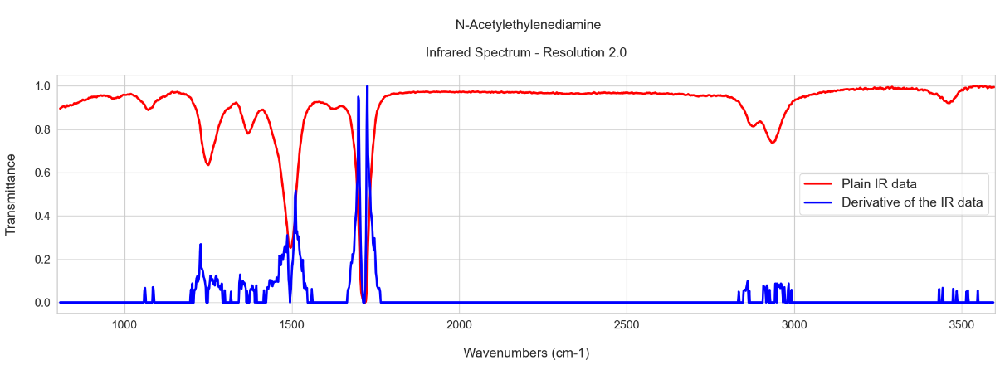 N-Acetylethylenediamine
Infrared Spectrum - Resolution 2.0
Transmittance
1.0
0.8
0.6
0.4
0.2
0.0
Plain IR data
Derivative of the IR data
1000 1500 2000 2500 3000 3500
Wavenumbers (cm-1)